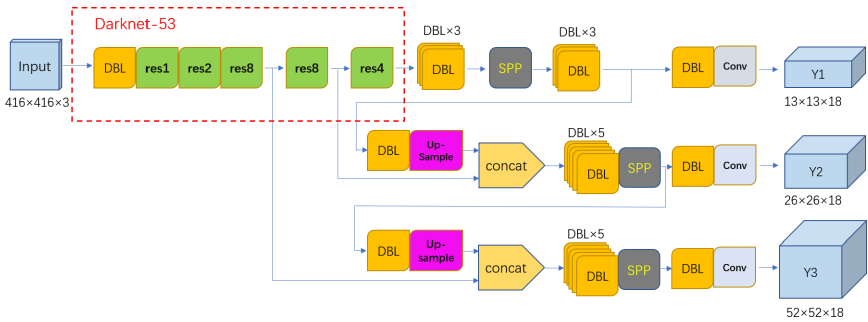 Darknet-53
Input
416×416×3
DBL
res1
res2
res8
res8
res4
DBL×3
DBL
SPP
DBL×3
DBL
DBL
Conv
Y1
13×13×18
DBL
Up-
Sample
concat
DBL×5
DBL
SPP
DBL
Conv
Y2
26×26×18
DBL
Up-
sample
concat
DBL×5
DBL
SPP
DBL
Conv
Y3
52×52×18